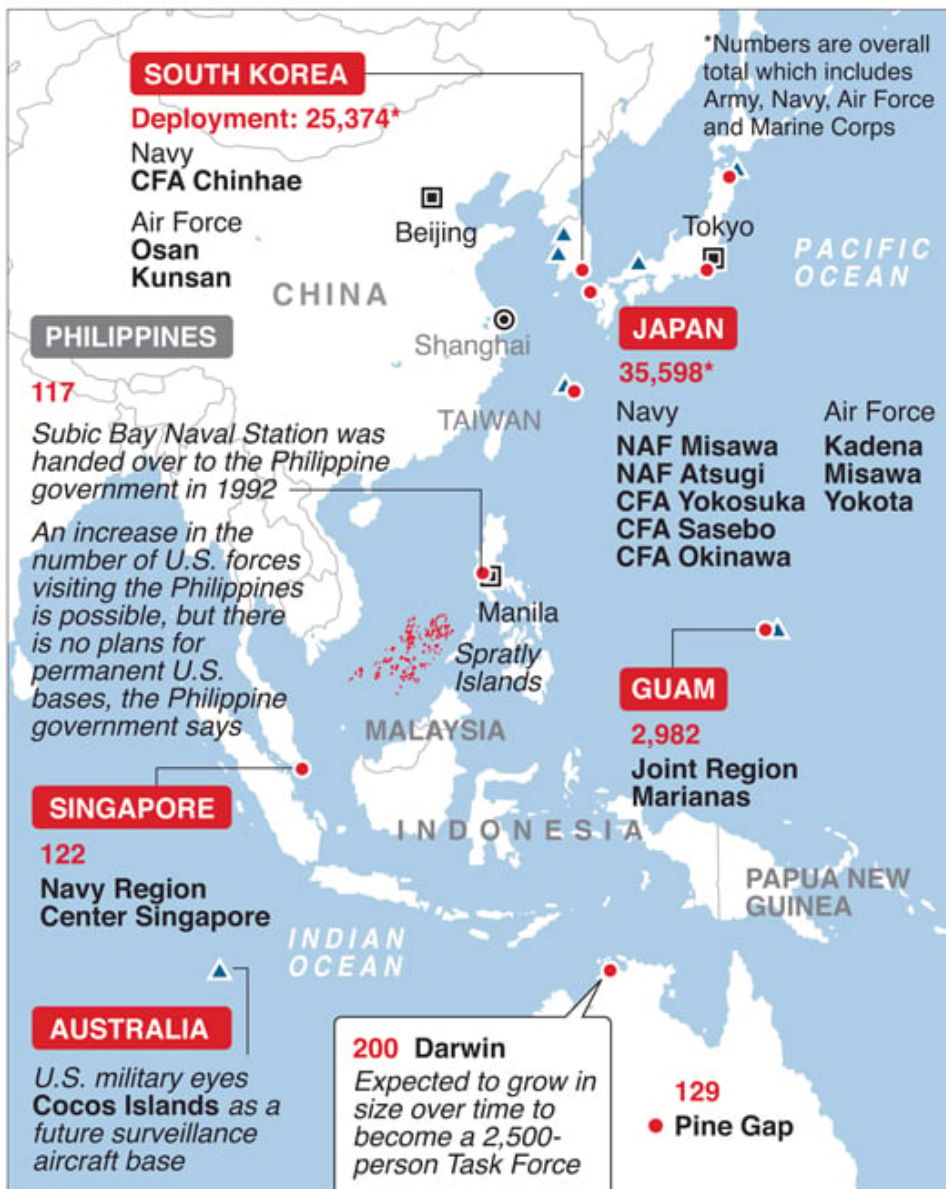 SOUTH KOREA
Deployment: 25,374*
Navy
CFA Chinhae
Air Force
Osan
Kunsan
*Numbers are overall
total which includes
Army, Navy, Air Force
and Marine Corps
Beijing
Tokyo
PACIFIC
OCEAN
CHINA
Shanghai
TAIWAN
PHILIPPINES
117
Subic Bay Naval Station was
handed over to the Philippine
government in 1992
An increase in the
number of U.S. forces
visiting the Philippines
is possible, but there
is no plans for
permanent U.S.
bases, the Philippine
government says
JAPAN
35,598*
Navy
NAF Misawa
NAF Atsugi
CFA Yokosuka
CFA Sasebo
CFA Okinawa
Air Force
Kadena
Misawa
Yokota
Manila
Spratly
Islands
MALAYSIA
GUAM
2,982
Joint Region
Marianas
SINGAPORE
122
Navy Region
Center Singapore
INDONESIA
PAPUA NEW
GUINEA
INDIAN
OCEAN
AUSTRALIA
U.S. military eyes
Cocos Islands as a
future surveillance
aircraft base
200 Darwin
Expected to grow in
size over time to
become a 2,500-
person Task Force
129
Pine Gap